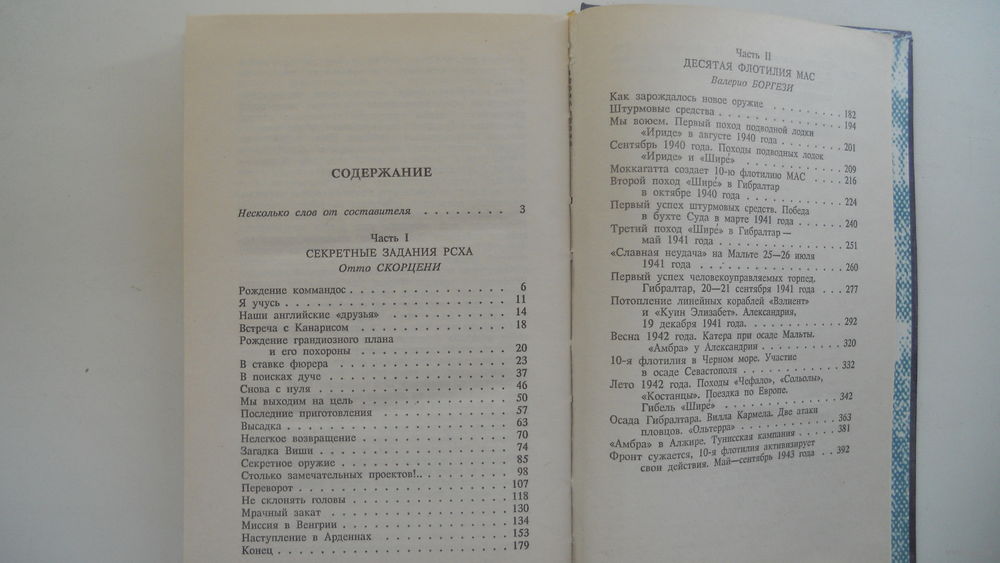 СОДЕРЖАНИЕ
Несколько слов от составителя . . . . . . . . 3
Часть I
СЕКРЕТНЫЕ ЗАДАНИЯ РСХА
Отто СКОРЦЕНИ
Рождение коммандос . . . . . . . . . . . . . 6
Я учусь . . . . . . . . . . . . . . . . . . 11
Наши английские «друзья» . . . . . . . . . . 14
Встреча с Канарисом . . . . . . . . . . . . 18
Рождение грандиозного плана
и его похороны . . . . . . . . . . . . . 20
В ставке фюрера . . . . . . . . . . . . . . 23
В поисках дуче . . . . . . . . . . . . . . . 37
Снова с нуля . . . . . . . . . . . . . . . . 46
Мы выходим на цель . . . . . . . . . . . . . 50
Последние приготовления . . . . . . . . . . 57
Высадка . . . . . . . . . . . . . . . . . . 63
Нелегкое возвращение . . . . . . . . . . . . 70
Загадка Виши . . . . . . . . . . . . . . . . 74
Секретное оружие . . . . . . . . . . . . . . 85
Столько замечательных проектов!.. . . . . . . 98
Переворот . . . . . . . . . . . . . . . . . 107
Не склонять головы . . . . . . . . . . . . . 118
Мрачный закат . . . . . . . . . . . . . . . 130
Миссия в Венгрии . . . . . . . . . . . . . . 134
Наступление в Арденнах . . . . . . . . . . . 153
Конец . . . . . . . . . . . . . . . . . . . 179
Часть II
ДЕСЯТАЯ ФЛОТИЛИЯ МАС
Валерио БОРГЕЗИ
Как зарождалось новое оружие . . . . . . . . 182
Штурмовые средства . . . . . . . . . . . . . 194
Мы воюем. Первый поход подводной лодки
«Ириде» в августе 1940 года . . . . . . . 201
Сентябрь 1940 года. Походы подводных лодок
«Ириде» и «Шире́» . . . . . . . . . . . . 209
Моккагатта создает 10-ю флотилию МАС . . . . 216
Второй поход «Шире́» в Гибралтар
в октябре 1940 года . . . . . . . . . . . 224
Первый успех штурмовых средств. Победа
в бухте Суда в марте 1941 года . . . . . 240
Третий поход «Шире́» в Гибралтар —
май 1941 года . . . . . . . . . . . . . . 251
«Славная неудача» на Мальте 25—26 июля
1941 года . . . . . . . . . . . . . . . . 260
Первый успех человекоуправляемых торпед.
Гибралтар, 20—21 сентября 1941 года . . . 277
Потопление линейных кораблей «Вэлиент»
и «Куин Элизабет». Александрия,
19 декабря 1941 года. . . . . . . . . . . 292
Весна 1942 года. Катера при осаде Мальты.
«Амбра» у Александрии . . . . . . . . . . 320
10-я флотилия в Черном море. Участие
в осаде Севастополя . . . . . . . . . . . 332
Лето 1942 года. Походы «Чефало», «Сольолы»,
«Костанцы». Поездка по Европе.
Гибель «Шире́» . . . . . . . . . . . . . . 342
Осада Гибралтара. Вилла Кармела. Две атаки
пловцов. «Ольтерра» . . . . . . . . . . . 363
«Амбра» в Алжире. Тунисская кампания . . . . 381
Фронт сужается, 10-я флотилия активизирует
свои действия. Май—сентябрь 1943 года . . 392